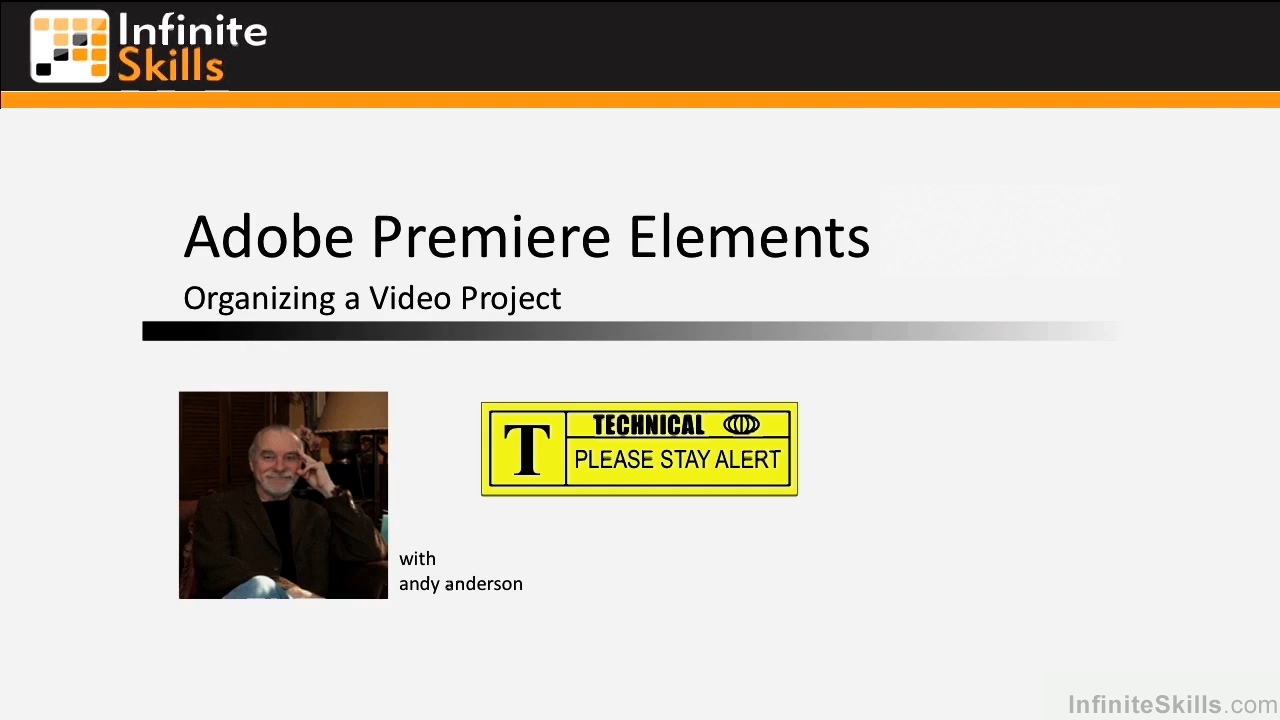 Infinite
Skills
Adobe Premiere Elements
Organizing a Video Project
T
TECHNICAL
PLEASE STAY ALERT
with
andy anderson
InfiniteSkills.com